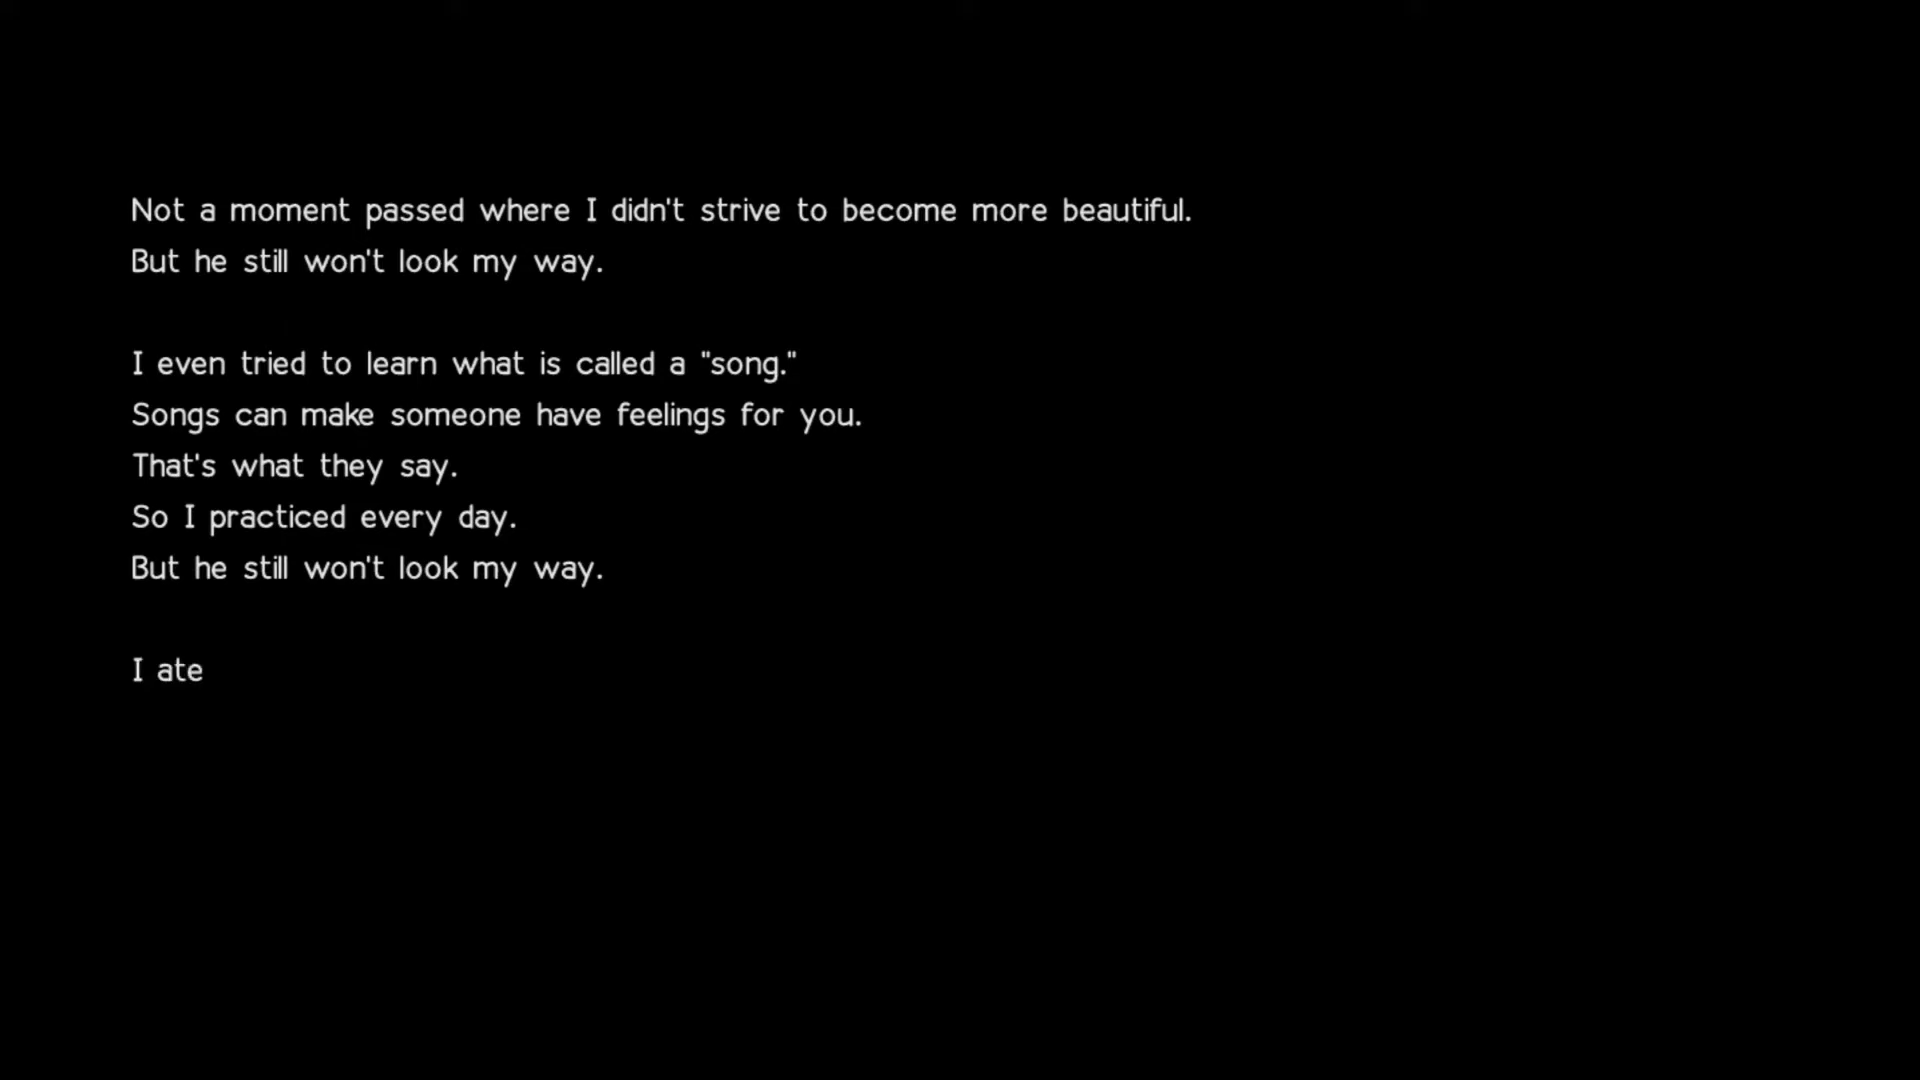 Not a moment passed where I didn't strive to become more beautiful.
But he still won't look my way.
I even tried to learn what is called a "song."
Songs can make someone have feelings for you.
That's what they say.
So I practiced every day.
But he still won't look my way.
I ate